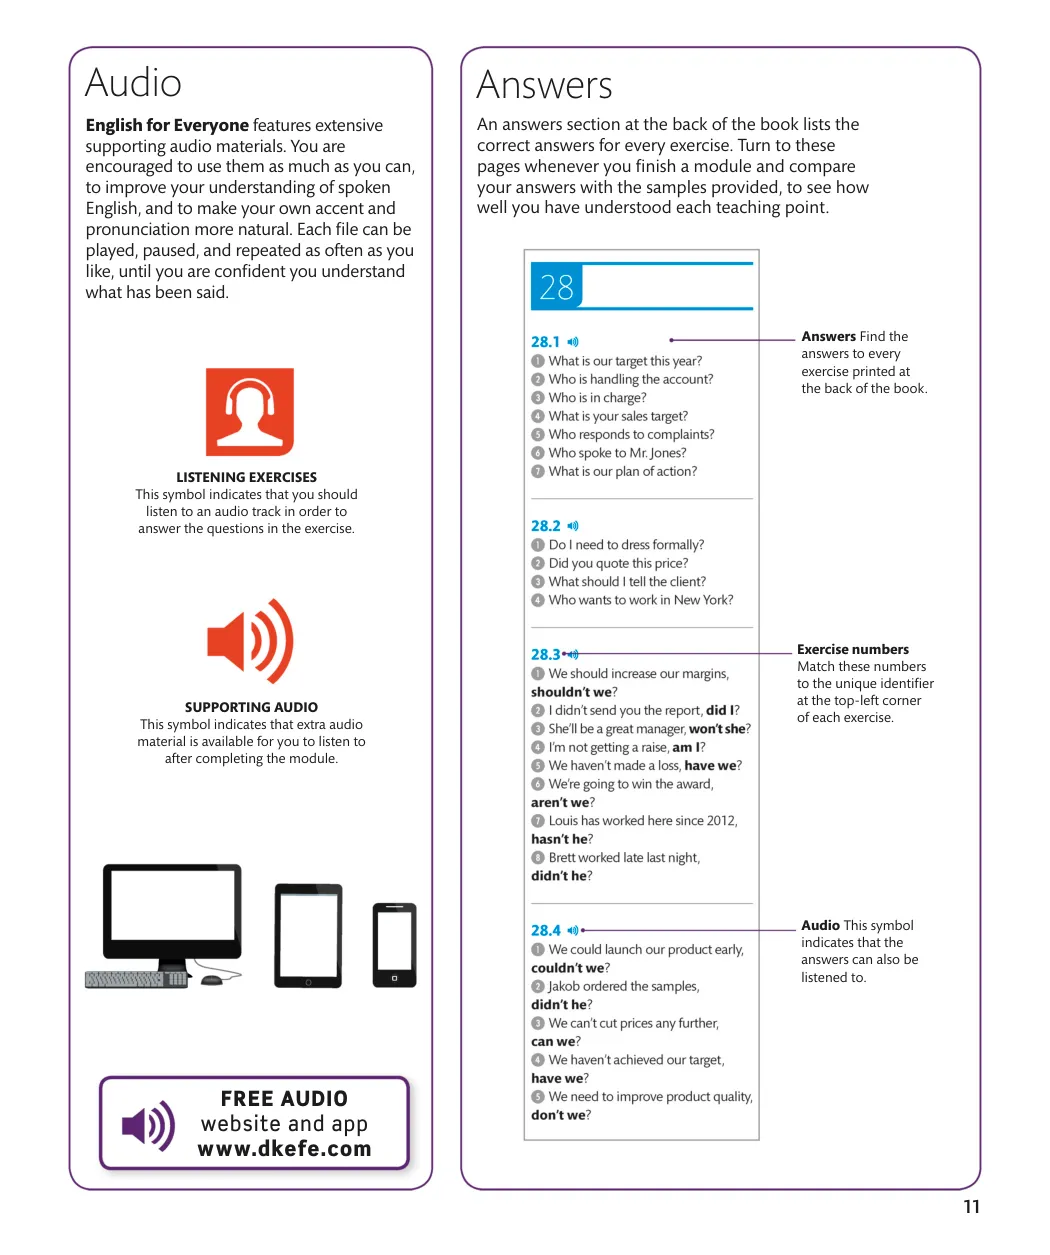 Audio
English for Everyone features extensive
supporting audio materials. You are
encouraged to use them as much as you can,
to improve your understanding of spoken
English, and to make your own accent and
pronunciation more natural. Each file can be
played, paused, and repeated as often as you
like, until you are confident you understand
what has been said.
LISTENING EXERCISES
This symbol indicates that you should
listen to an audio track in order to
answer the questions in the exercise.
SUPPORTING AUDIO
This symbol indicates that extra audio
material is available for you to listen to
after completing the module.
FREE AUDIO
website and app
www.dkefe.com
Answers
An answers section at the back of the book lists the
correct answers for every exercise. Turn to these
pages whenever you finish a module and compare
your answers with the samples provided, to see how
well you have understood each teaching point.
28
28.1
1 What is our target this year?
2 Who is handling the account?
3 Who is in charge?
4 What is your sales target?
5 Who responds to complaints?
6 Who spoke to Mr. Jones?
7 What is our plan of action?
28.2
1 Do I need to dress formally?
2 Did you quote this price?
3 What should I tell the client?
4 Who wants to work in New York?
28.3
1 We should increase our margins,
shouldn't we?
2 I didn't send you the report, did I?
3 She'll be a great manager, won't she?
4 I'm not getting a raise, am I?
5 We haven't made a loss, have we?
6 We're going to win the award,
aren't we?
7 Louis has worked here since 2012,
hasn't he?
8 Brett worked late last night,
didn't he?
28.4
1 We could launch our product early,
couldn't we?
2 Jakob ordered the samples,
didn't he?
3 We can't cut prices any further,
can we?
4 We haven't achieved our target,
have we?
5 We need to improve product quality,
don't we?
Answers Find the
answers to every
exercise printed at
the back of the book.
Exercise numbers
Match these numbers
to the unique identifier
at the top-left corner
of each exercise.
Audio This symbol
indicates that the
answers can also be
listened to.
11